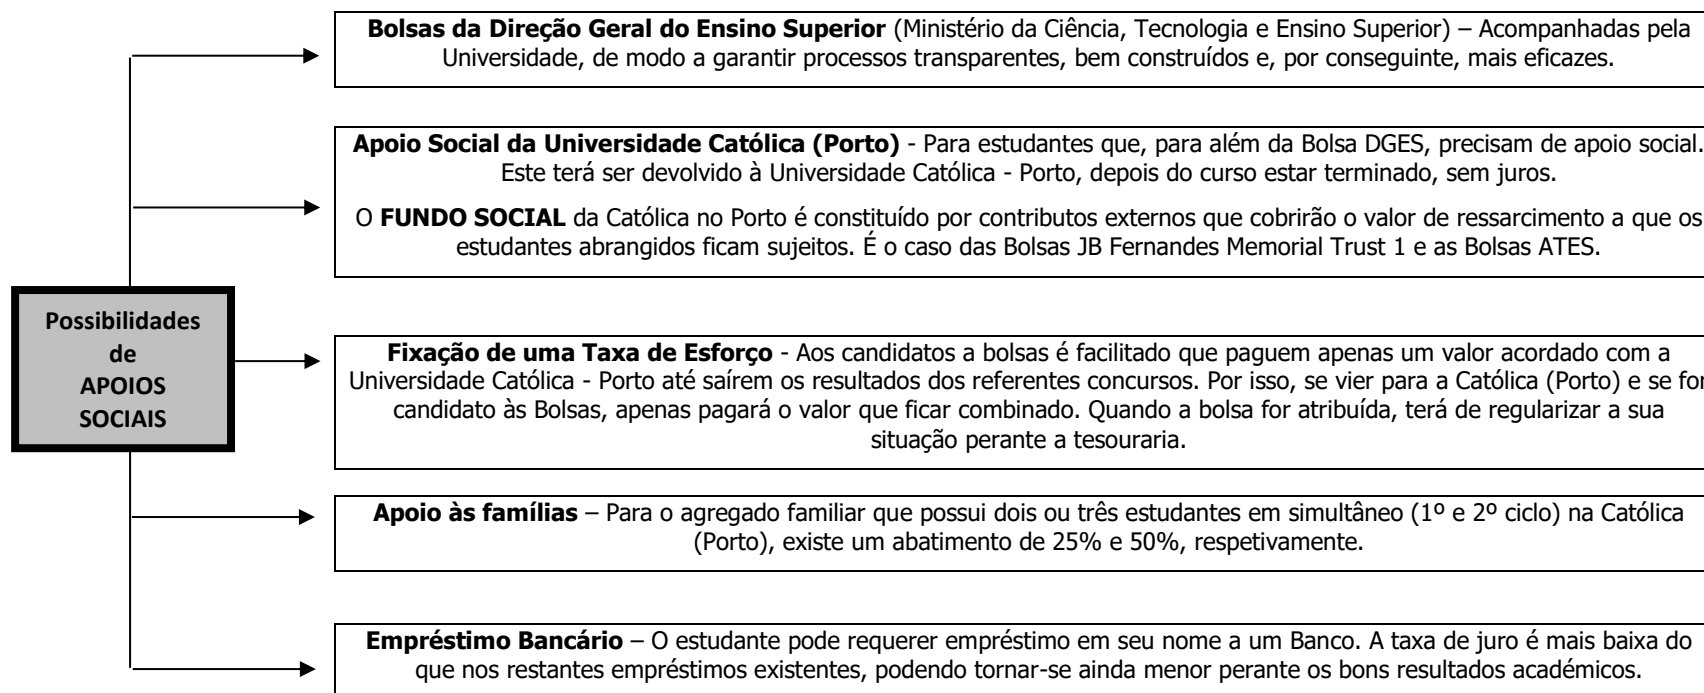 Bolsas da Direção Geral do Ensino Superior (Ministério da Ciência, Tecnologia e Ensino Superior) – Acompanhadas pela
Universidade, de modo a garantir processos transparentes, bem construídos e, por conseguinte, mais eficazes.
Apoio Social da Universidade Católica (Porto) - Para estudantes que, para além da Bolsa DGES, precisam de apoio social.
Este terá ser devolvido à Universidade Católica - Porto, depois do curso estar terminado, sem juros.
O FUNDO SOCIAL da Católica no Porto é constituído por contributos externos que cobrirão o valor de ressarcimento a que os
estudantes abrangidos ficam sujeitos. É o caso das Bolsas JB Fernandes Memorial Trust 1 e as Bolsas ATES.
Possibilidades
de
APOIOS
SOCIAIS
Fixação de uma Taxa de Esforço - Aos candidatos a bolsas é facilitado que paguem apenas um valor acordado com a
Universidade Católica - Porto até saírem os resultados dos referentes concursos. Por isso, se vier para a Católica (Porto) e se for
candidato às Bolsas, apenas pagará o valor que ficar combinado. Quando a bolsa for atribuída, terá de regularizar a sua
situação perante a tesouraria.
Apoio às famílias – Para o agregado familiar que possui dois ou três estudantes em simultâneo (1º e 2º ciclo) na Católica
(Porto), existe um abatimento de 25% e 50%, respetivamente.
Empréstimo Bancário – O estudante pode requerer empréstimo em seu nome a um Banco. A taxa de juro é mais baixa do
que nos restantes empréstimos existentes, podendo tornar-se ainda menor perante os bons resultados académicos.